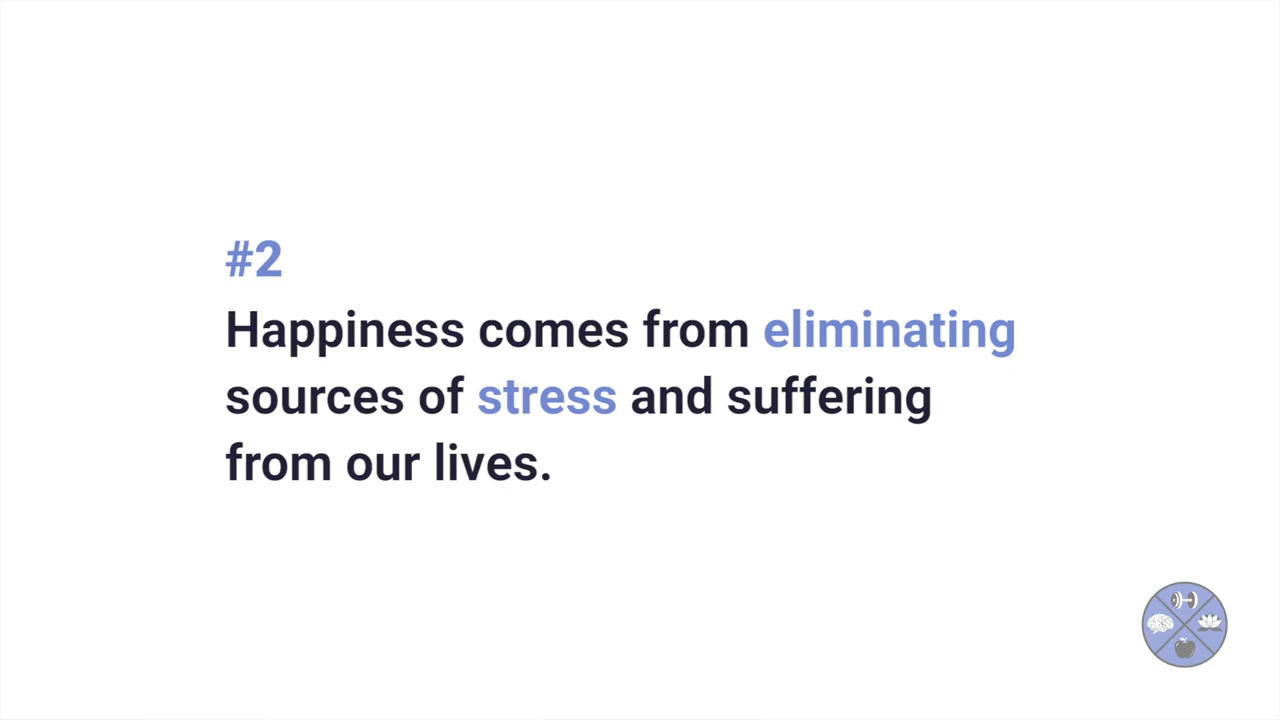 #2
Happiness comes from eliminating
sources of stress and suffering
from our lives.